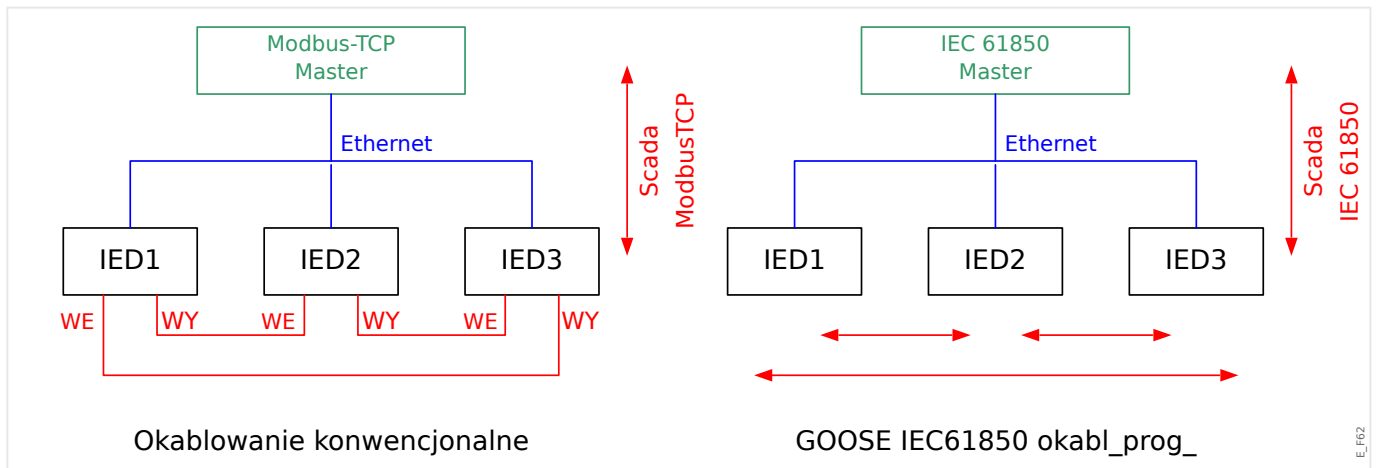 Modbus-TCP
Master
Ethernet
Scada
ModbusTCP
IED1
IED2
IED3
WE
WY
WE
WY
WE
WY
Okablowanie konwencjonalne
IEC 61850
Master
Ethernet
Scada
IEC 61850
IED1
IED2
IED3
GOOSE IEC61850 okabl_prog_
E_F62